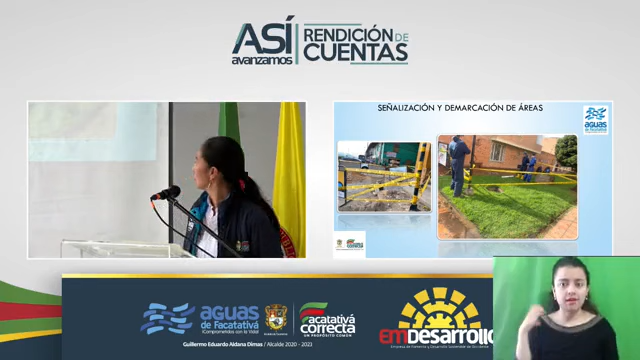 ASÍ
avanzamos
RENDICIÓN DE
CUENTAS
SEÑALIZACIÓN Y DEMARCACIÓN DE ÁREAS
AGUAS
de Facatativá
AGUAS
de Facatativá
¡Comprometidos con la Vida!
Facatativá
correcta
UN PROPÓSITO COMÚN
Guillermo Eduardo Aldana Dimas / Alcalde 2020 - 2023
EMDESARROLLO